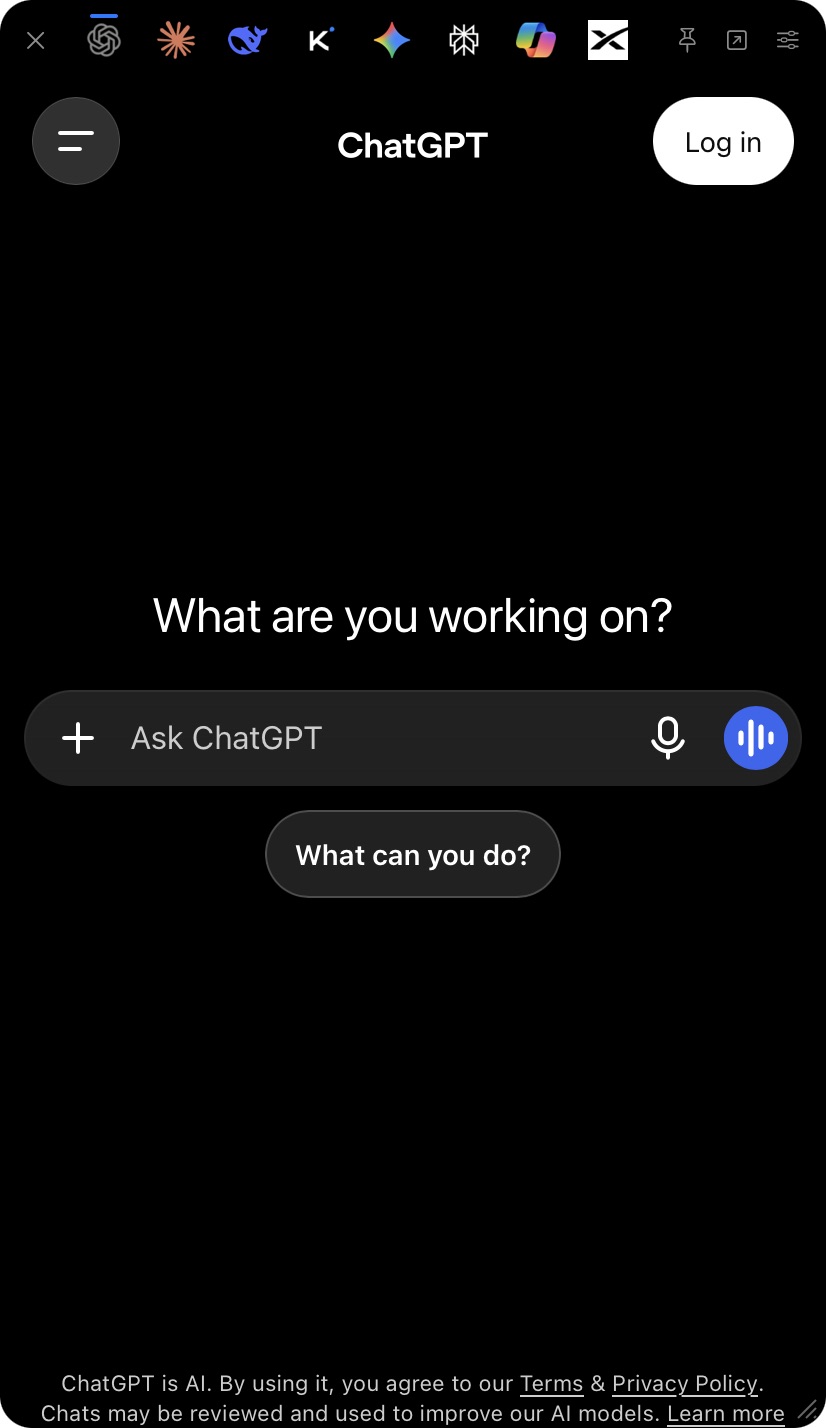 ChatGPT
Log in
What are you working on?
Ask ChatGPT
What can you do?
ChatGPT is AI. By using it, you agree to our Terms & Privacy Policy.
Chats may be reviewed and used to improve our AI models. Learn more